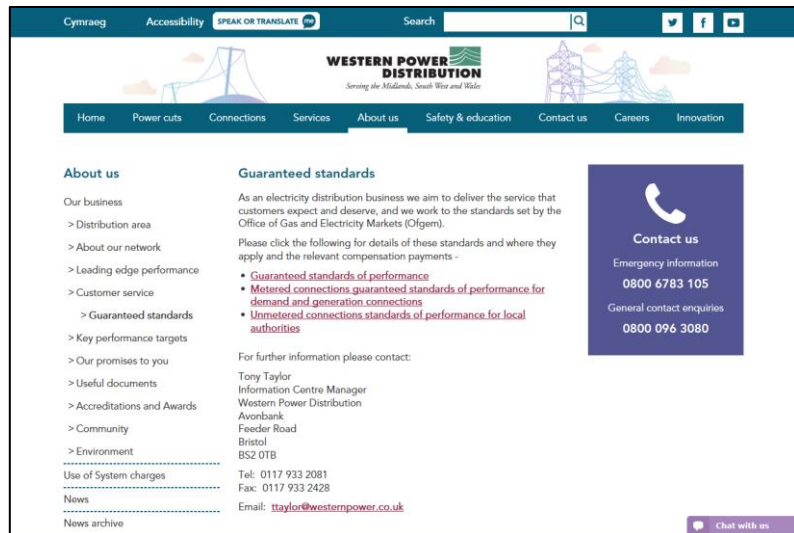 Cymraeg
Accessibility
SPEAK OR TRANSLATE me
Search
WESTERN POWER
DISTRIBUTION
Serving the Midlands, South West and Wales
Home
Power cuts
Connections
Services
About us
Safety & education
Contact us
Careers
Innovation
About us
Our business
> Distribution area
> About our network
> Leading edge performance
> Customer service
> Guaranteed standards
> Key performance targets
> Our promises to you
> Useful documents
> Accreditations and Awards
> Community
> Environment
Use of System charges
News
News archive
Guaranteed standards
As an electricity distribution business we aim to deliver the service that
customers expect and deserve, and we work to the standards set by the
Office of Gas and Electricity Markets (Ofgem).
Please click the following for details of these standards and where they
apply and the relevant compensation payments -
• Guaranteed standards of performance
• Metered connections guaranteed standards of performance for
demand and generation connections
• Unmetered connections standards of performance for local
authorities
For further information please contact:
Tony Taylor
Information Centre Manager
Western Power Distribution
Avonbank
Feeder Road
Bristol
BS2 0TB
Tel: 0117 933 2081
Fax: 0117 933 2428
Email: ttaylor@westernpower.co.uk
Contact us
Emergency information
0800 6783 105
General contact enquiries
0800 096 3080
Chat with us